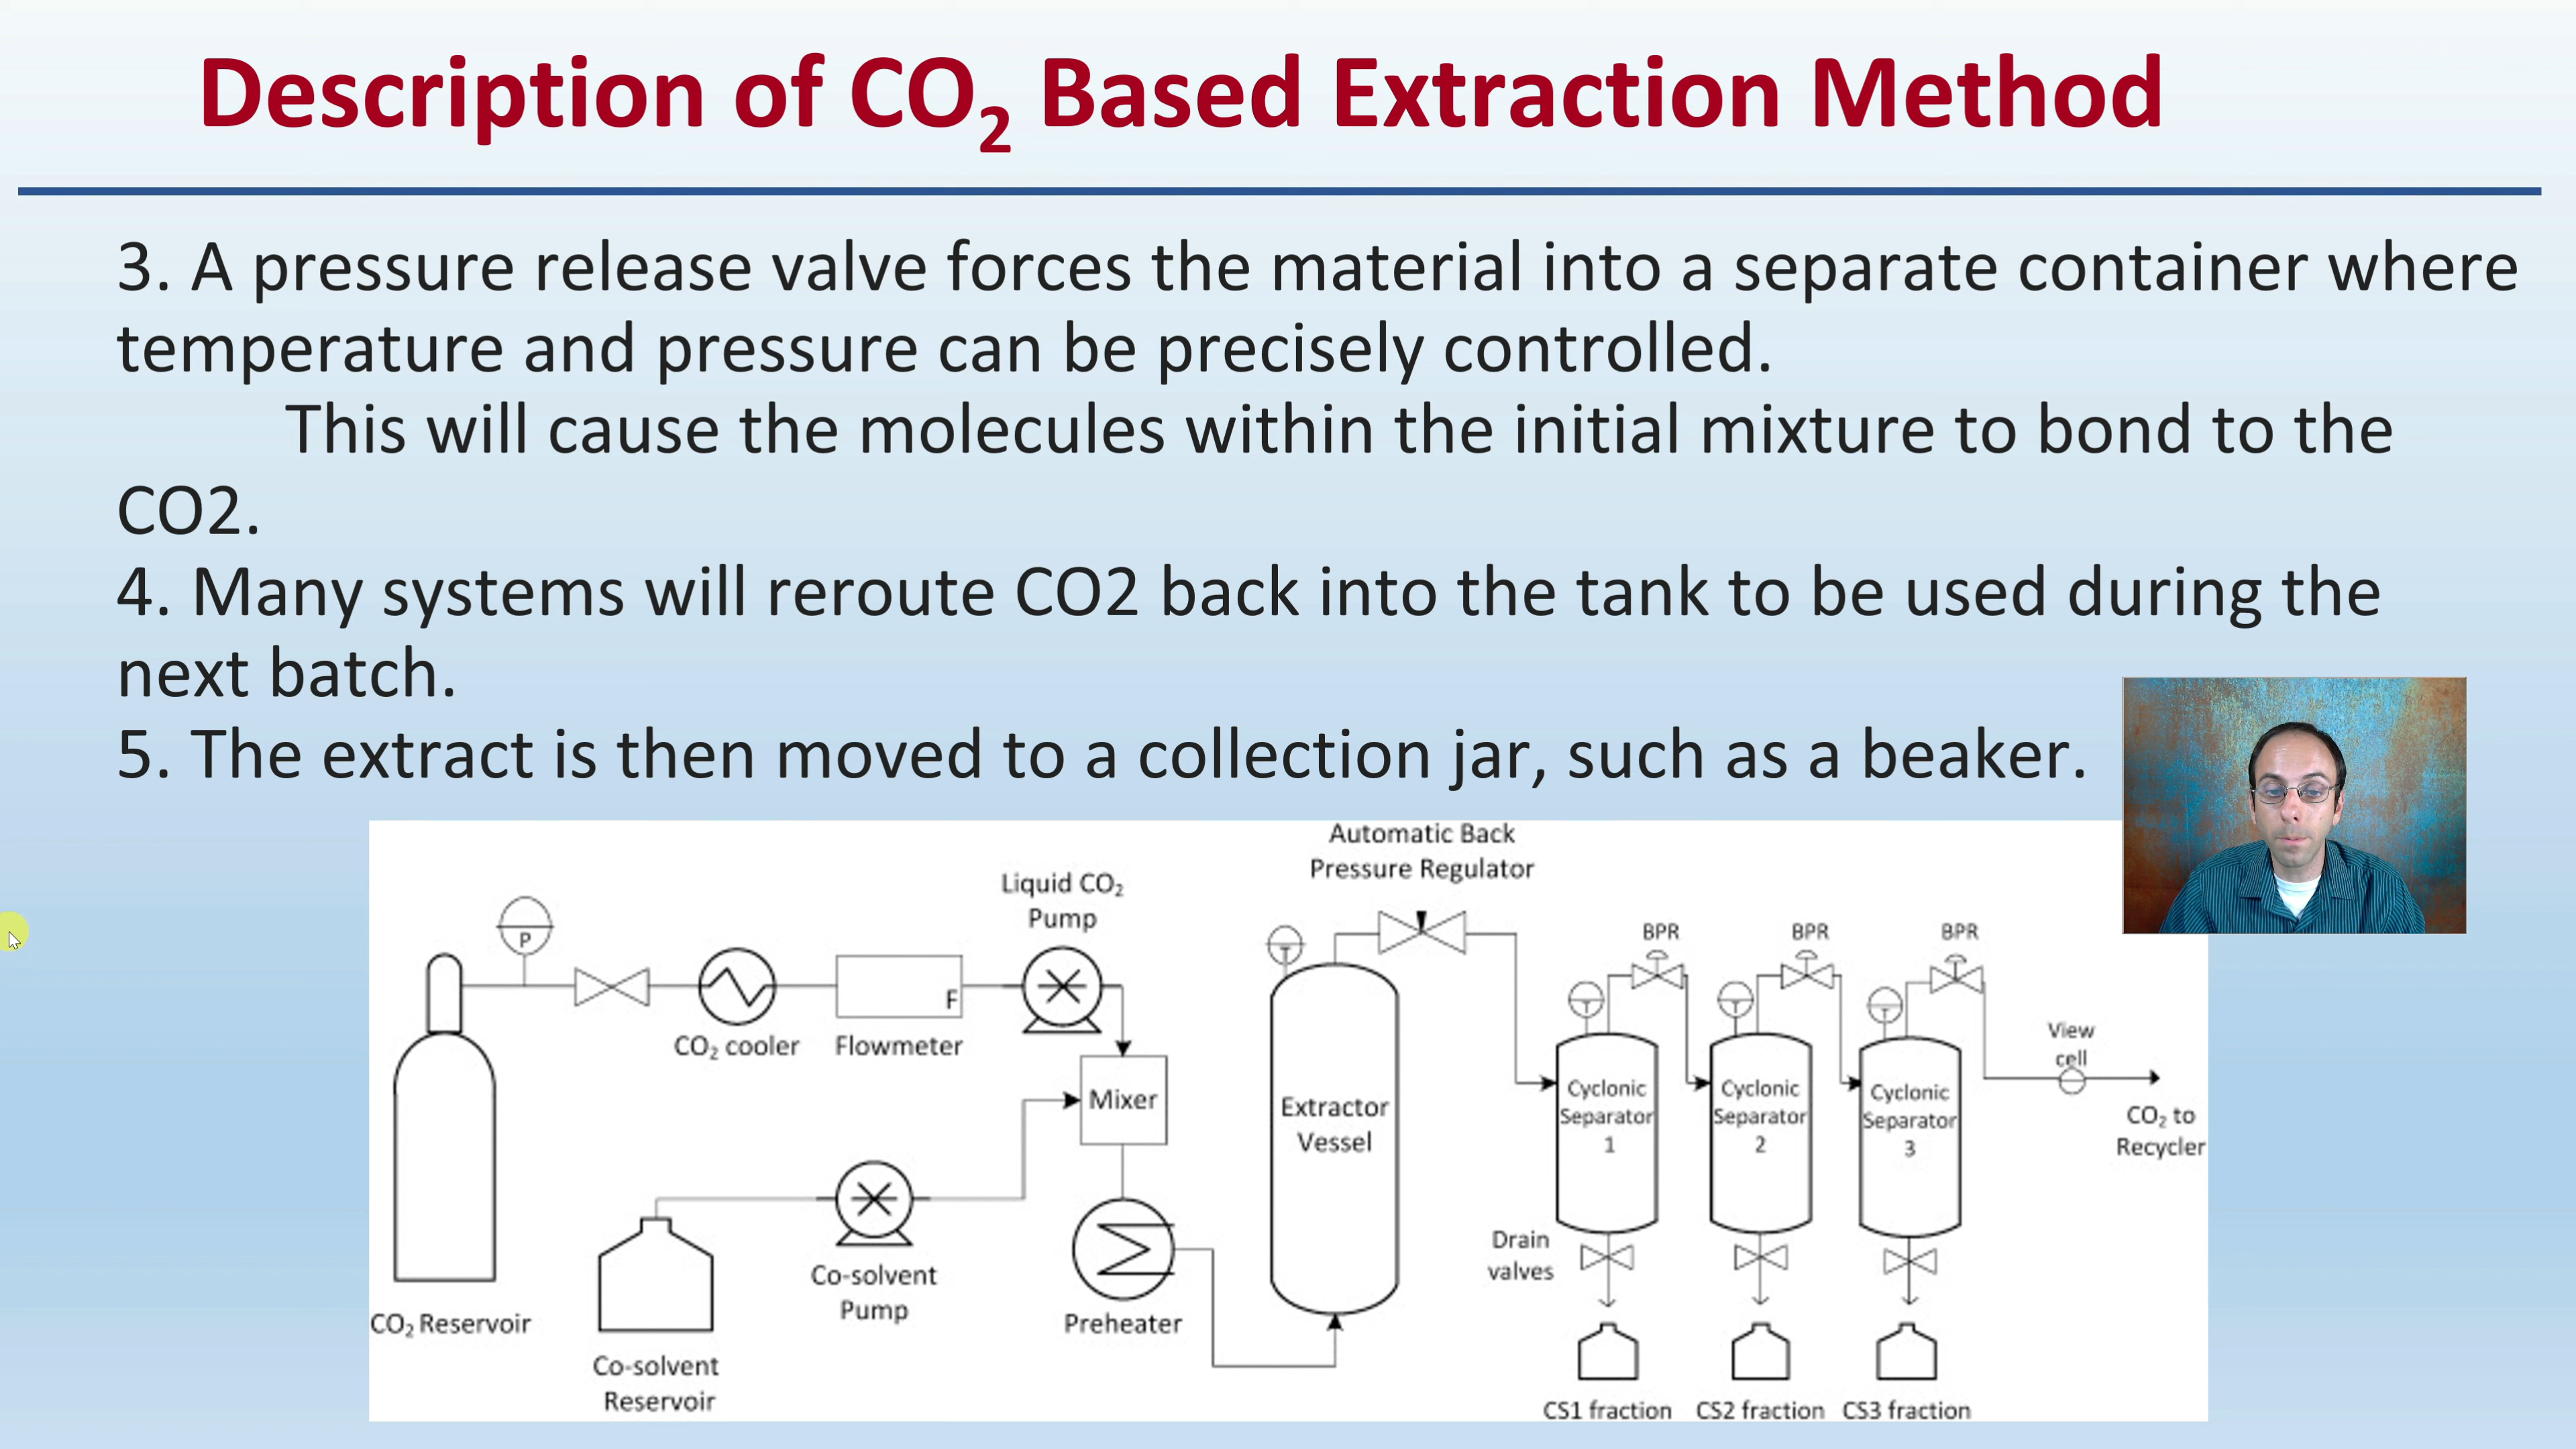 Description of CO₂ Based Extraction Method
3. A pressure release valve forces the material into a separate container where
temperature and pressure can be precisely controlled.
This will cause the molecules within the initial mixture to bond to the
CO2.
4. Many systems will reroute CO2 back into the tank to be used during the
next batch.
5. The extract is then moved to a collection jar, such as a beaker.
Automatic Back
Pressure Regulator
Liquid CO₂
Pump
P
BPR
BPR
BPR
T
T
T
T
F
CO₂ cooler
Flowmeter
View
cell
Mixer
Extractor
Vessel
Cyclonic
Separator
1
Cyclonic
Separator
2
Cyclonic
Separator
3
CO₂ to
Recycler
Drain
valves
Co-solvent
Pump
Preheater
CO₂ Reservoir
Co-solvent
Reservoir
CS1 fraction
CS2 fraction
CS3 fraction